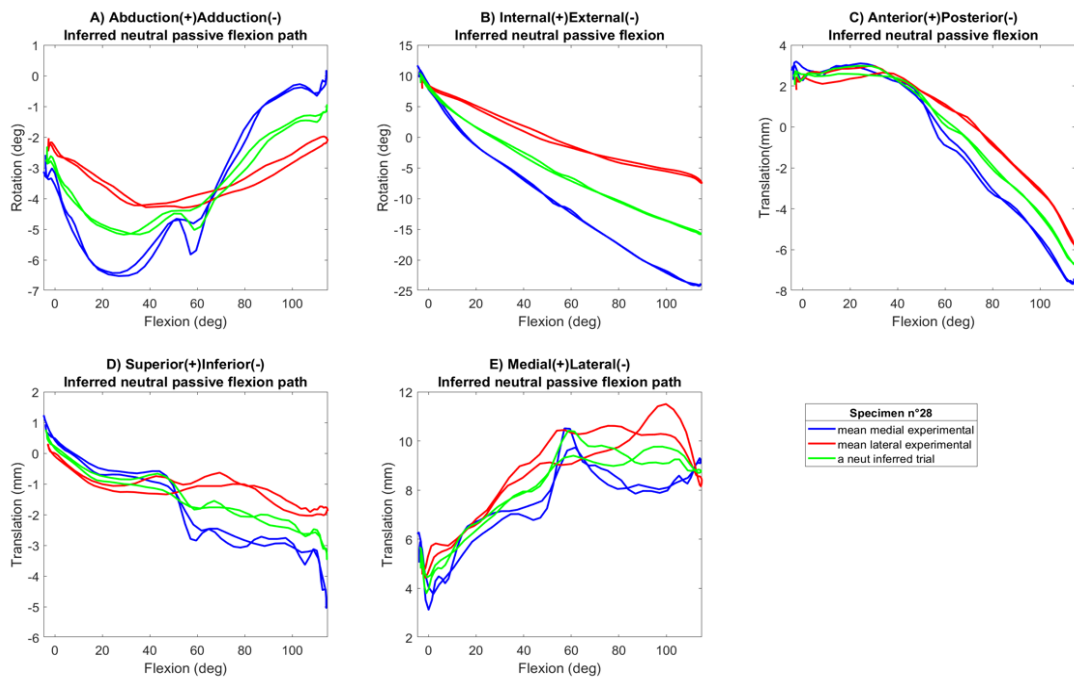 A) Abduction(+)Adduction(-)
Inferred neutral passive flexion path
1
0
-1
-2
-3
-4
-5
-6
-7
Rotation (deg)
0
20
40
60
80
100
Flexion (deg)
B) Internal(+)External(-)
Inferred neutral passive flexion
15
10
5
0
-5
-10
-15
-20
-25
Rotation (deg)
0
20
40
60
80
100
Flexion (deg)
C) Anterior(+)Posterior(-)
Inferred neutral passive flexion
4
2
0
-2
-4
-6
-8
Translation(mm)
0
20
40
60
80
100
Flexion (deg)
D) Superior(+)Inferior(-)
Inferred neutral passive flexion path
2
1
0
-1
-2
-3
-4
-5
-6
Translation (mm)
0
20
40
60
80
100
Flexion (deg)
E) Medial(+)Lateral(-)
Inferred neutral passive flexion path
12
10
8
6
4
2
Translation (mm)
0
20
40
60
80
100
Flexion (deg)
Specimen n°28
mean medial experimental
mean lateral experimental
a neut inferred trial